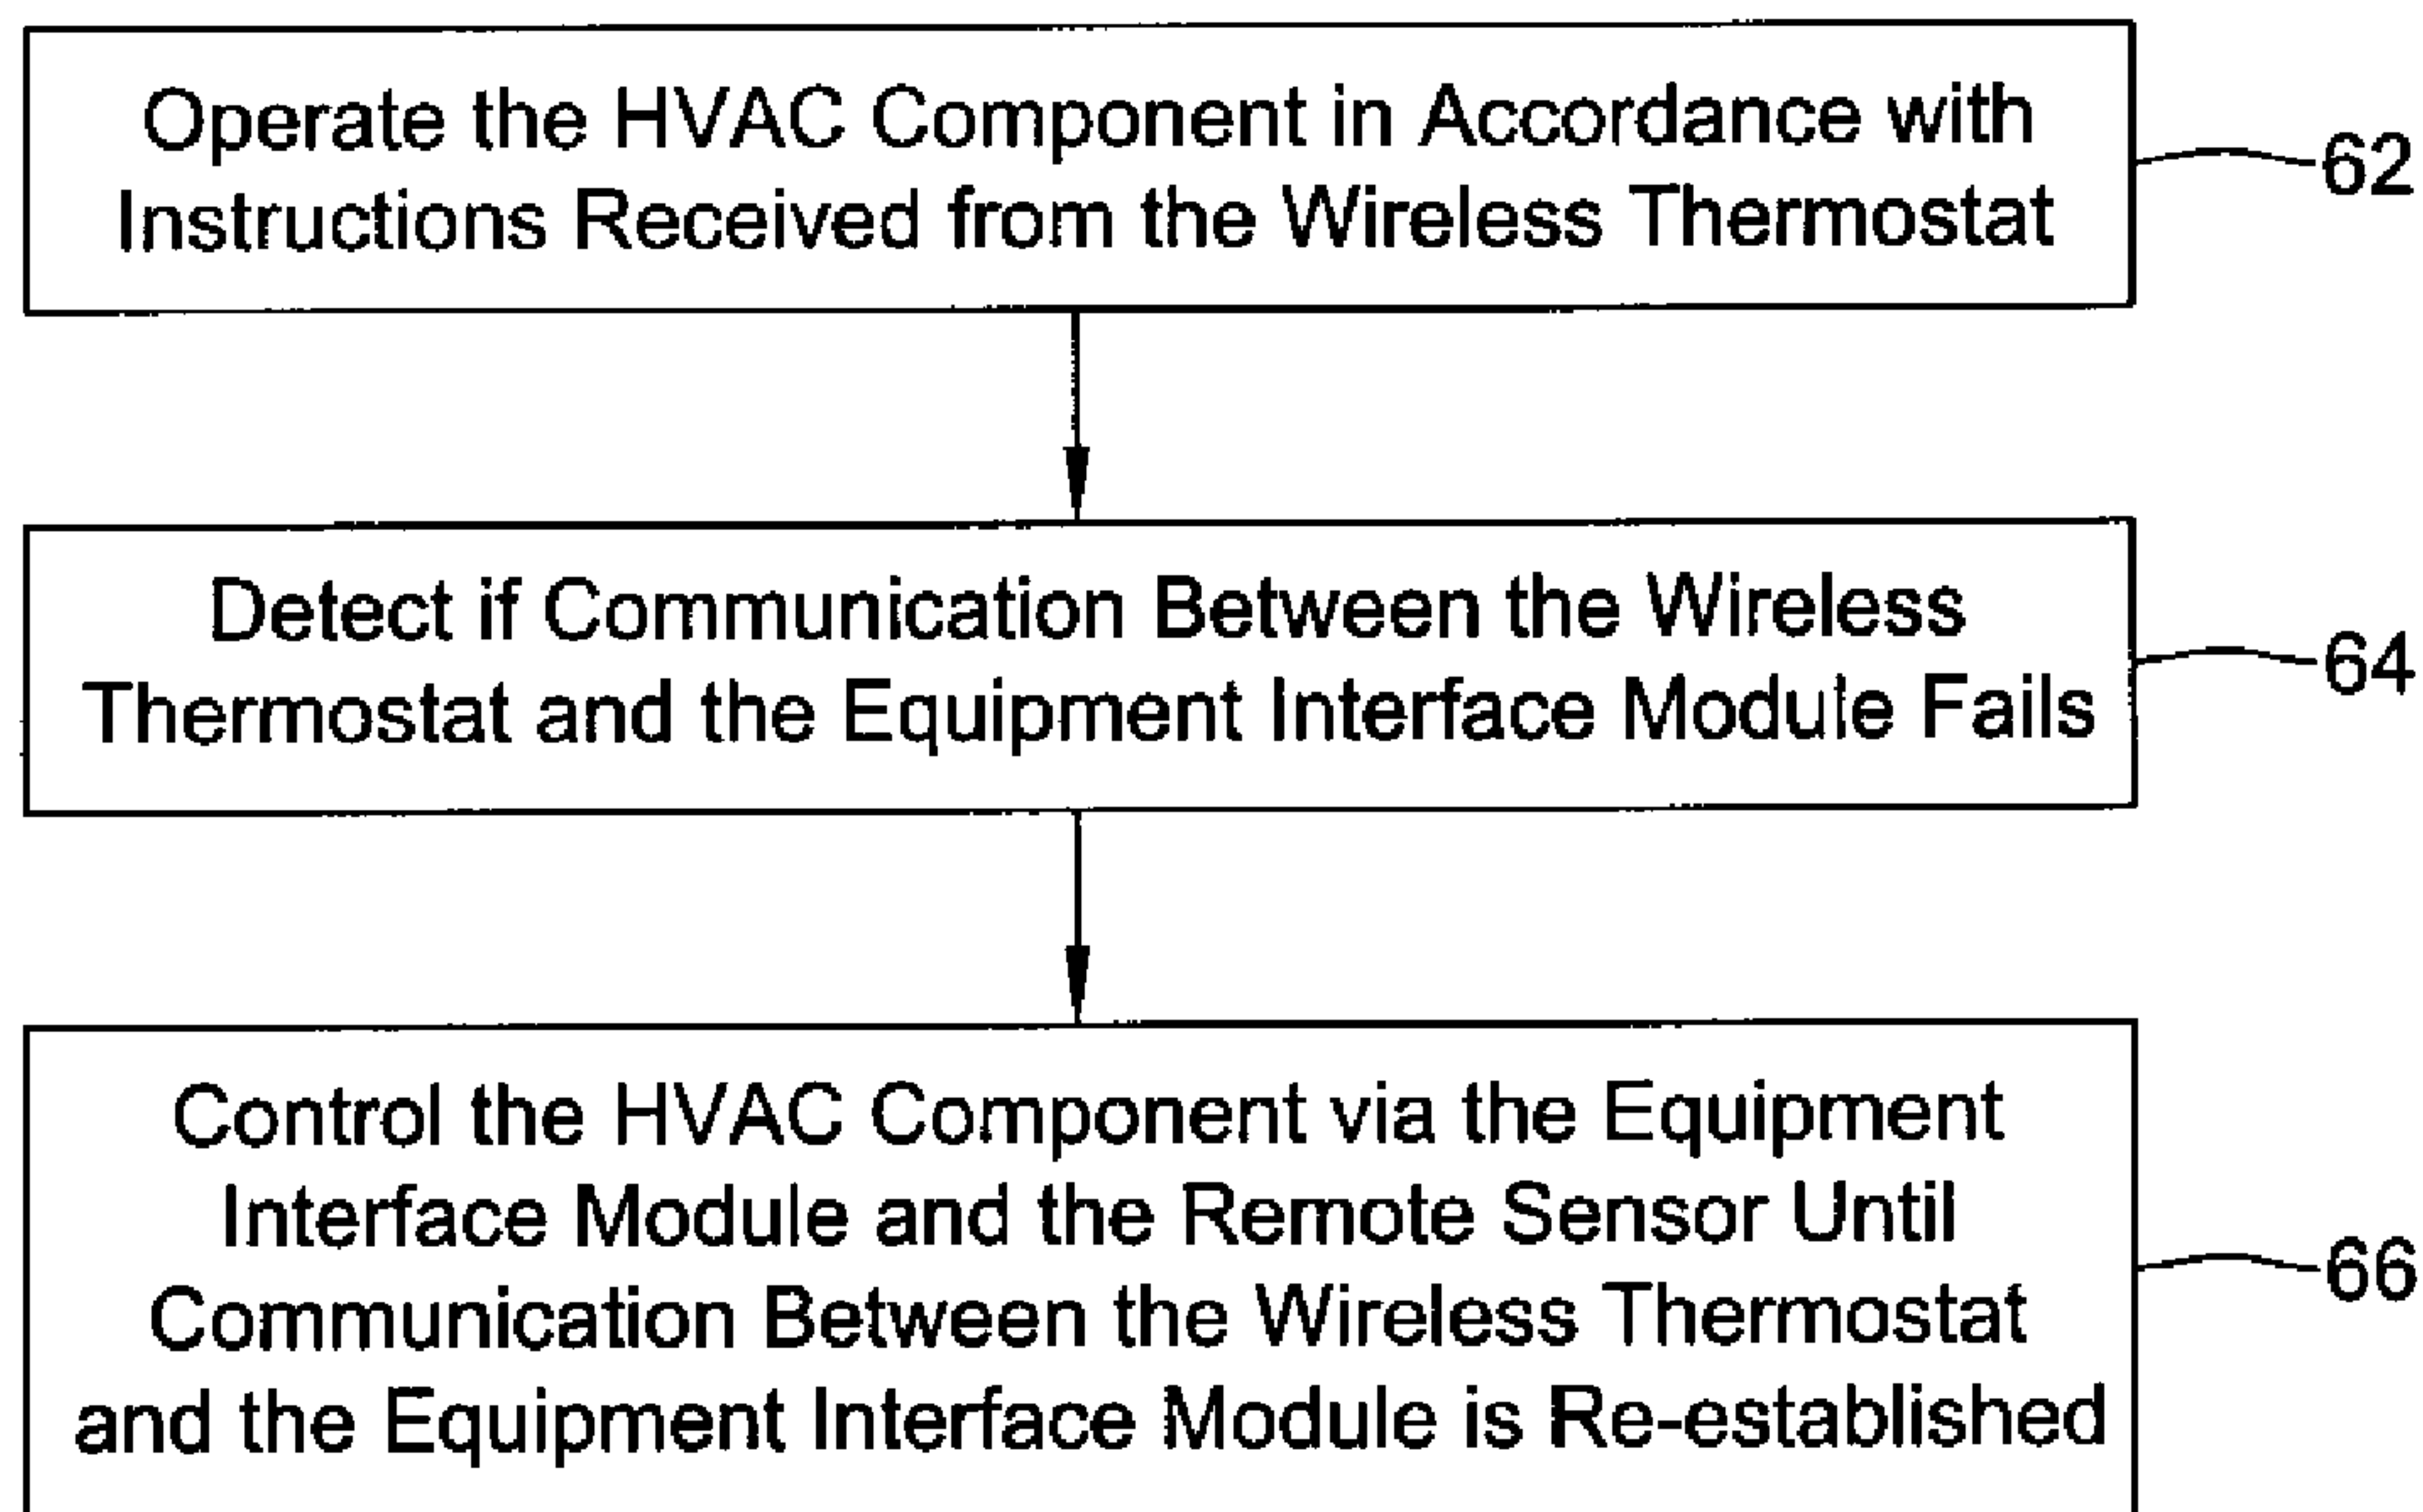 Operate the HVAC Component in Accordance with
Instructions Received from the Wireless Thermostat
62
Detect if Communication Between the Wireless
Thermostat and the Equipment Interface Module Fails
64
Control the HVAC Component via the Equipment
Interface Module and the Remote Sensor Until
Communication Between the Wireless Thermostat
and the Equipment Interface Module is Re-established
66